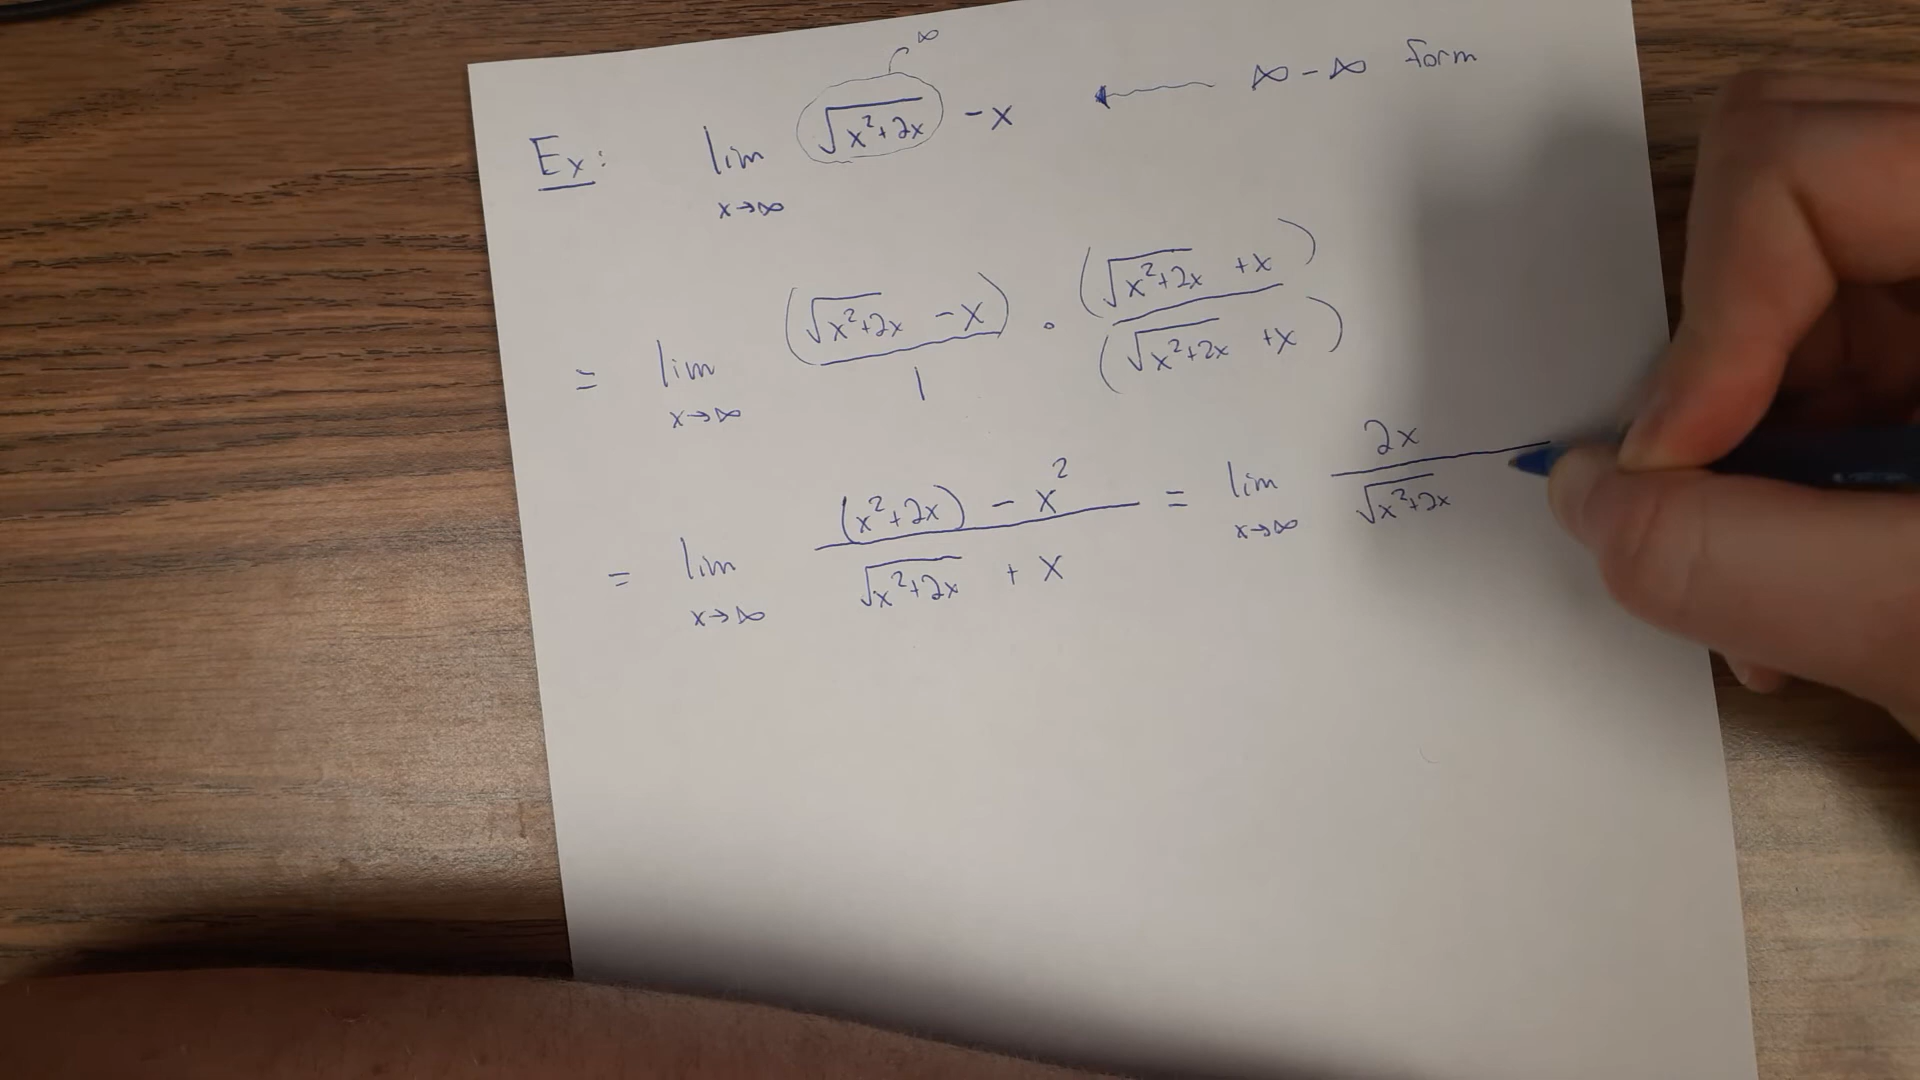 ∞
Ex: lim x→∞ √(x²+2x) - x ← ∞ - ∞ form
= lim x→∞ (√(x²+2x) - x)/1 · (√(x²+2x) + x)/(√(x²+2x) + x)
= lim x→∞ ((x²+2x) - x²)/(√(x²+2x) + x) = lim x→∞ 2x/√(x²+2x)